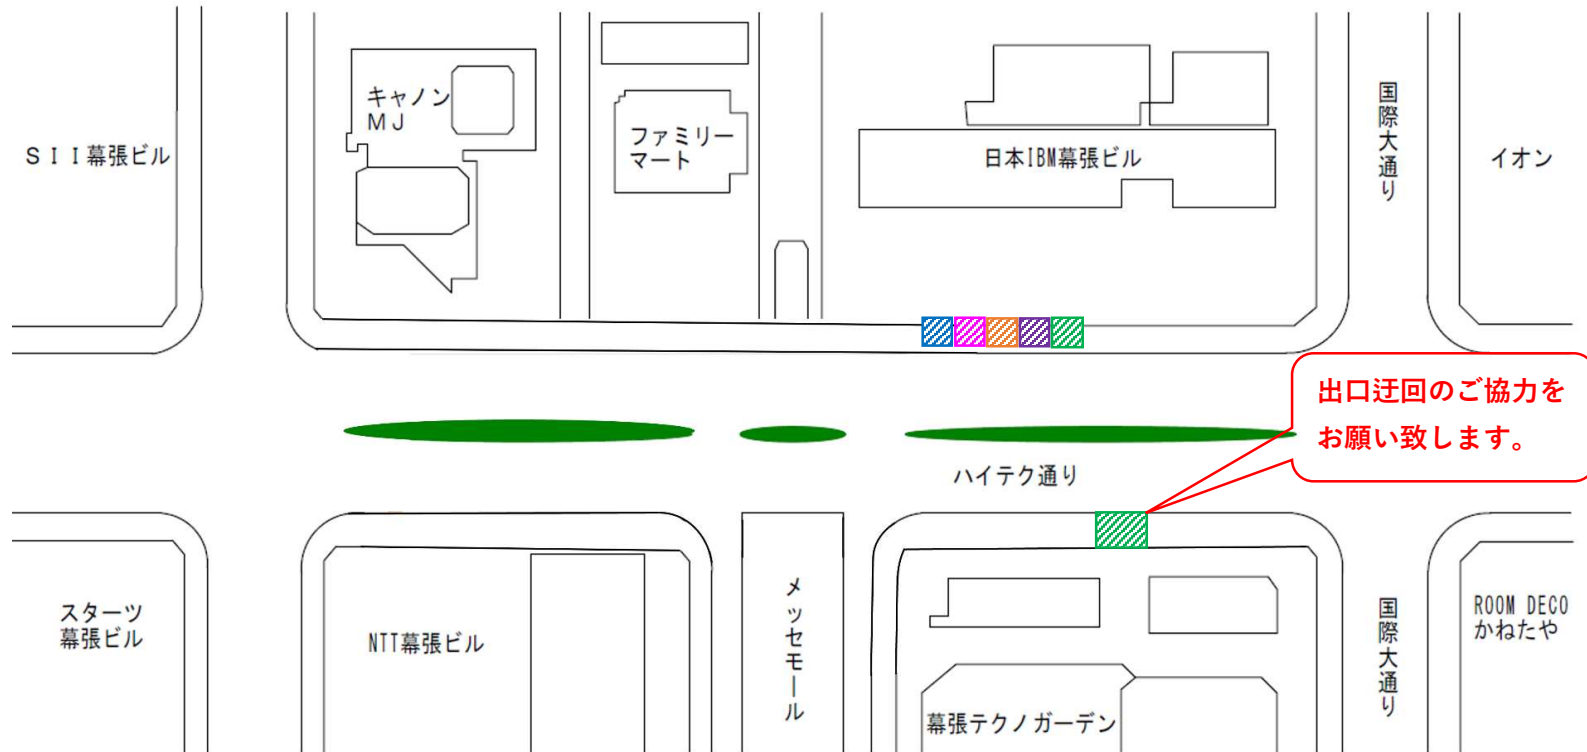 キャノン
ＭＪ
ＳＩＩ幕張ビル
ファミリー
マート
日本IBM幕張ビル
国際大通り
イオン
出口迂回のご協力を
お願い致します。
ハイテク通り
スターツ
幕張ビル
NTT幕張ビル
メッセモール
幕張テクノガーデン
国際大通り
ROOM DECO
かねたや